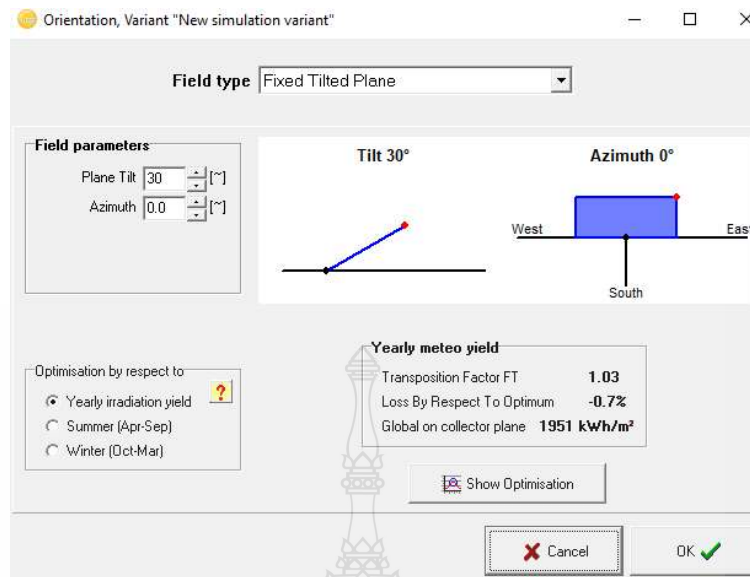 Orientation, Variant "New simulation variant"
Field type Fixed Tilted Plane
Field parameters
Plane Tilt 30 [~]
Azimuth 0.0 [~]
Tilt 30°
Azimuth 0°
West
East
South
Optimisation by respect to
?
Yearly irradiation yield
Summer (Apr-Sep)
Winter (Oct-Mar)
Yearly meteo yield
Transposition Factor FT 1.03
Loss By Respect To Optimum -0.7%
Global on collector plane 1951 kWh/m²
Show Optimisation
Cancel
OK